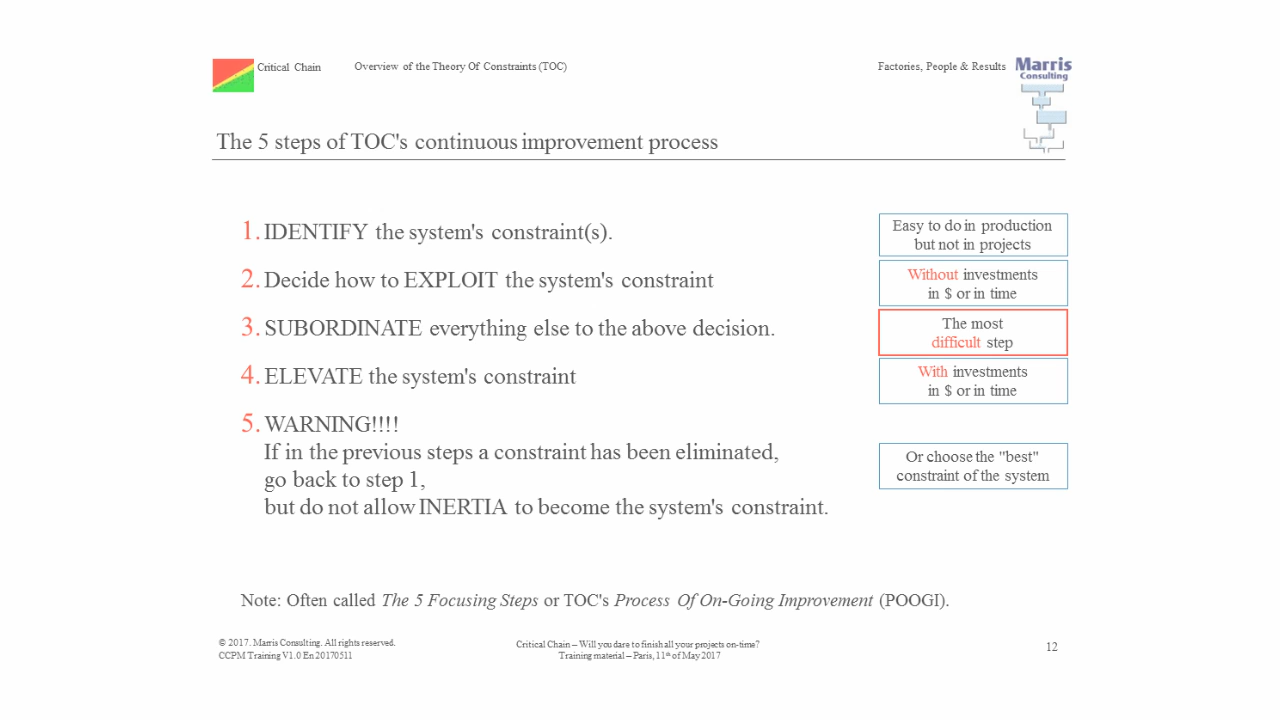 Critical Chain
Overview of the Theory Of Constraints (TOC)
Factories, People & Results
Marris
Consulting
The 5 steps of TOC's continuous improvement process
1. IDENTIFY the system's constraint(s).
Easy to do in production
but not in projects
2. Decide how to EXPLOIT the system's constraint
Without investments
in $ or in time
3. SUBORDINATE everything else to the above decision.
The most
difficult step
4. ELEVATE the system's constraint
With investments
in $ or in time
5. WARNING!!!!
If in the previous steps a constraint has been eliminated,
go back to step 1,
but do not allow INERTIA to become the system's constraint.
Or choose the "best"
constraint of the system
Note: Often called The 5 Focusing Steps or TOC's Process Of On-Going Improvement (POOGI).
© 2017. Marris Consulting. All rights reserved.
CCPM Training V1.0 En 20170511
Critical Chain – Will you dare to finish all your projects on-time?
Training material – Paris, 11th of May 2017
12